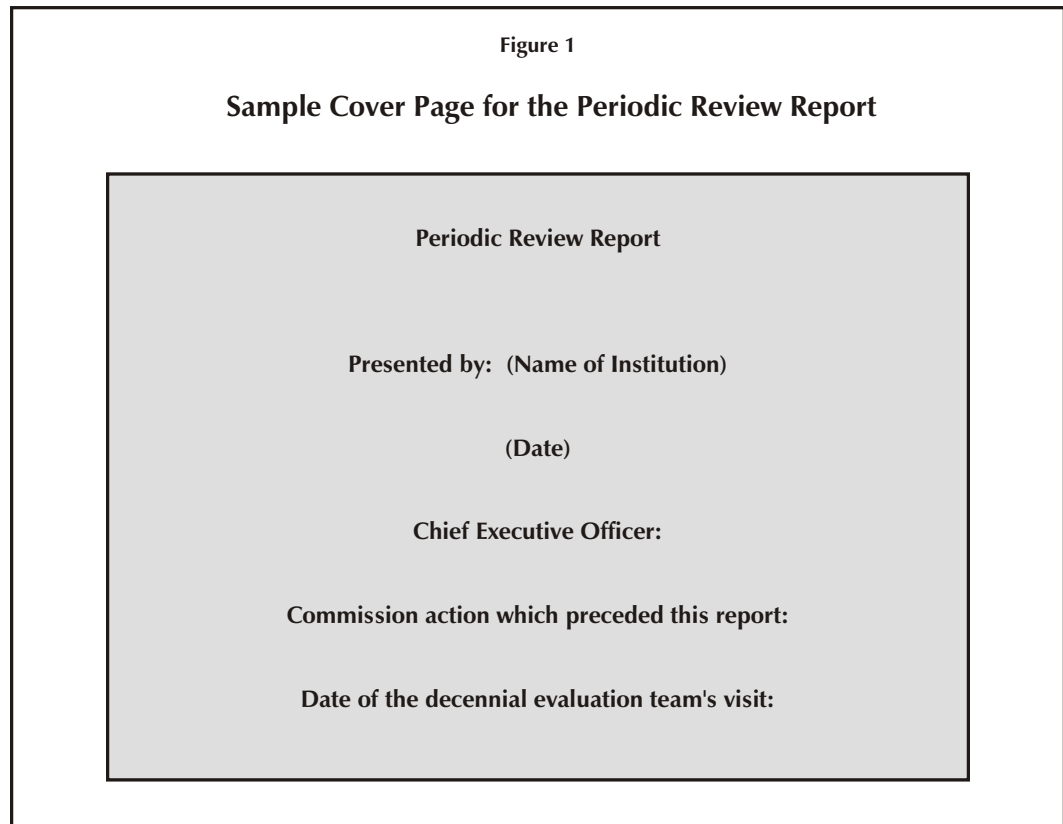 Figure 1
Sample Cover Page for the Periodic Review Report
Periodic Review Report
Presented by:  (Name of Institution)
(Date)
Chief Executive Officer:
Commission action which preceded this report:
Date of the decennial evaluation team's visit: